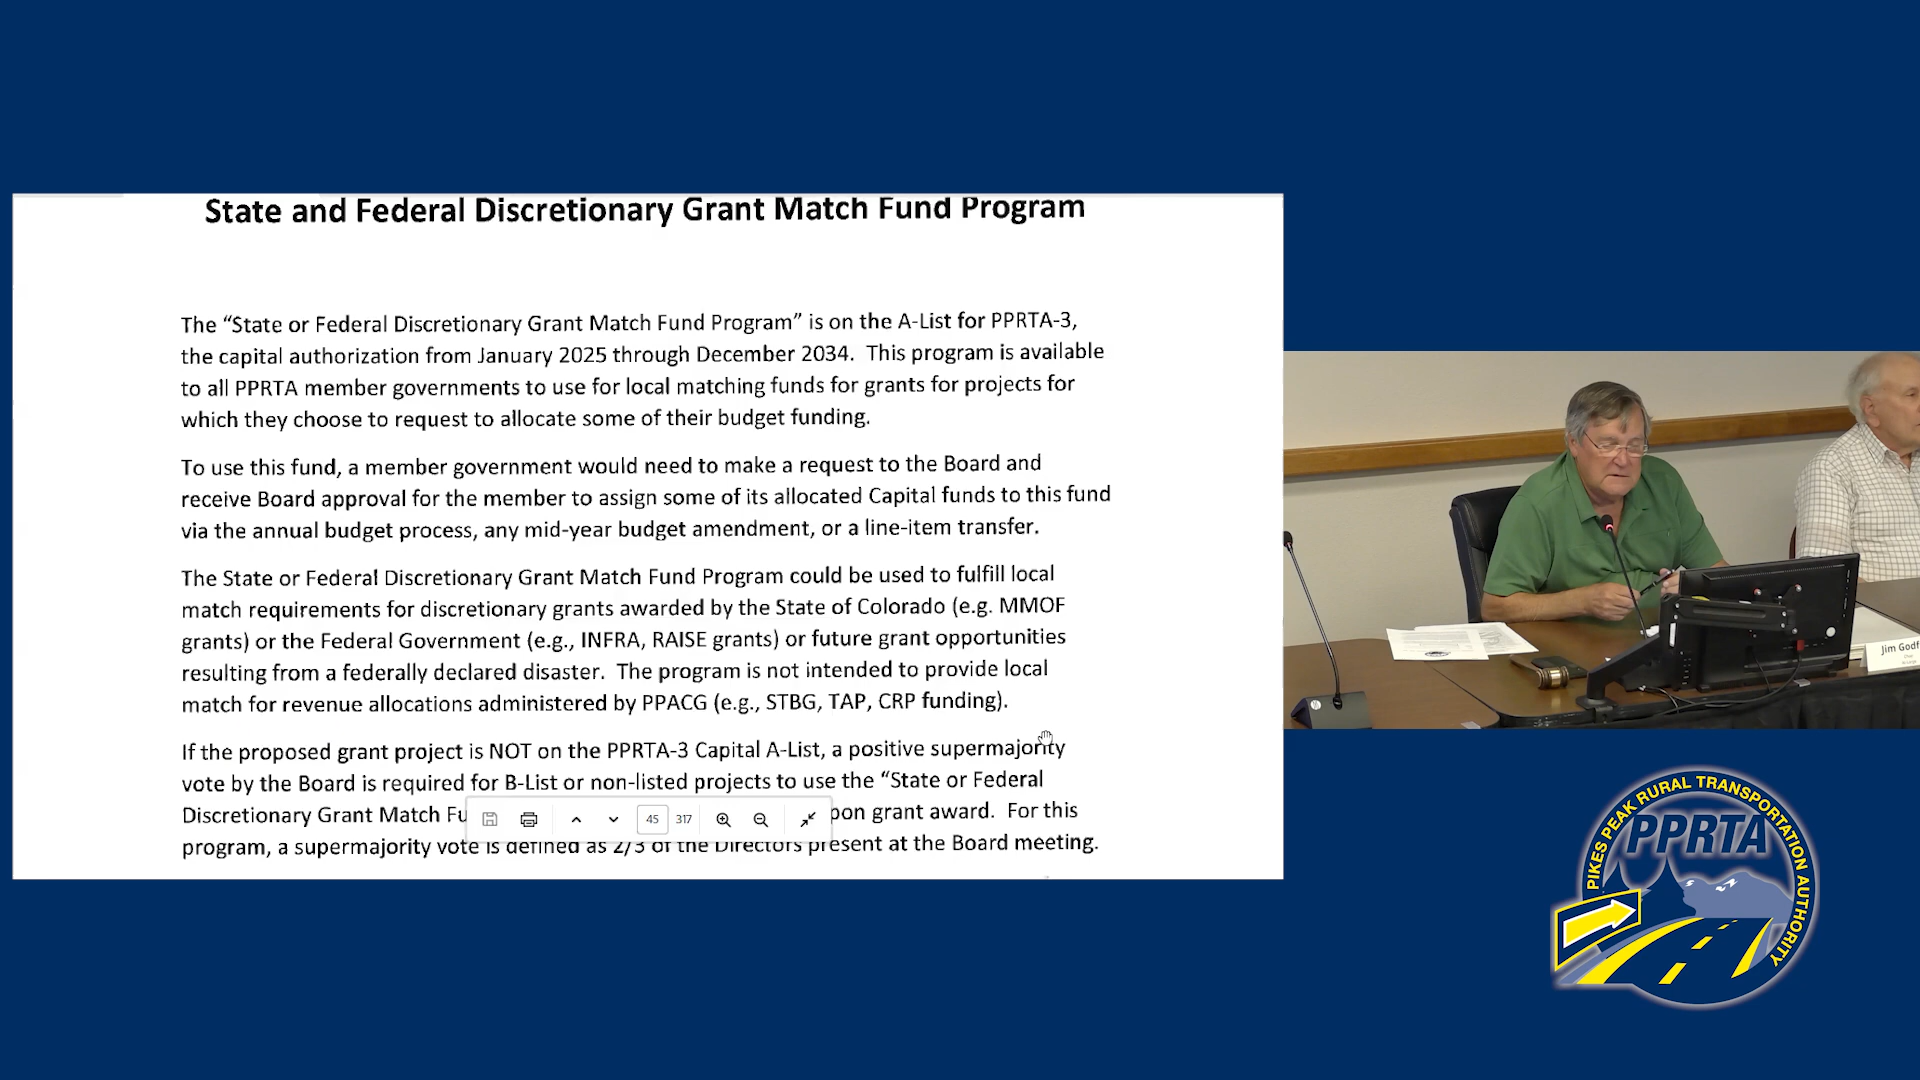 State and Federal Discretionary Grant Match Fund Program
The “State or Federal Discretionary Grant Match Fund Program” is on the A-List for PPRTA-3,
the capital authorization from January 2025 through December 2034.  This program is available
to all PPRTA member governments to use for local matching funds for grants for projects for
which they choose to request to allocate some of their budget funding.
To use this fund, a member government would need to make a request to the Board and
receive Board approval for the member to assign some of its allocated Capital funds to this fund
via the annual budget process, any mid-year budget amendment, or a line-item transfer.
The State or Federal Discretionary Grant Match Fund Program could be used to fulfill local
match requirements for discretionary grants awarded by the State of Colorado (e.g. MMOF
grants) or the Federal Government (e.g., INFRA, RAISE grants) or future grant opportunities
resulting from a federally declared disaster.  The program is not intended to provide local
match for revenue allocations administered by PPACG (e.g., STBG, TAP, CRP funding).
If the proposed grant project is NOT on the PPRTA-3 Capital A-List, a positive supermajority
vote by the Board is required for B-List or non-listed projects to use the “State or Federal
Discretionary Grant Match Fu pon grant award.  For this
program, a supermajority vote is defined as 2/3 of the Directors present at the Board meeting.
45 317
Jim Godf
PIKES PEAK RURAL TRANSPORTATION AUTHORITY
PPRTA